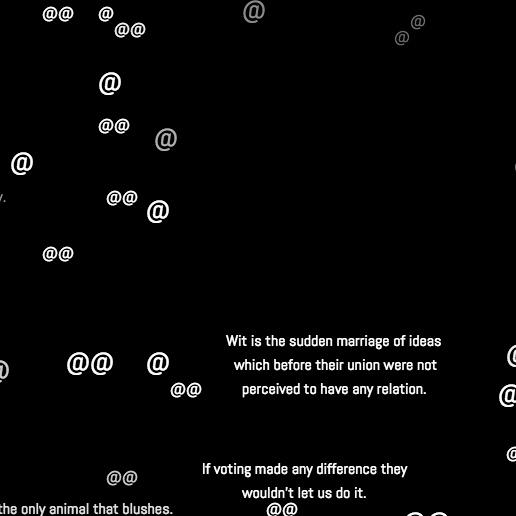 @@ @ @
@@ @
@
@
@@ @
@
y.
@@ @
@@
Wit is the sudden marriage of ideas
which before their union were not
perceived to have any relation.
@ @@ @ @
@@ @
@
If voting made any difference they
wouldn't let us do it.
@@
the only animal that blushes.
@@ @@